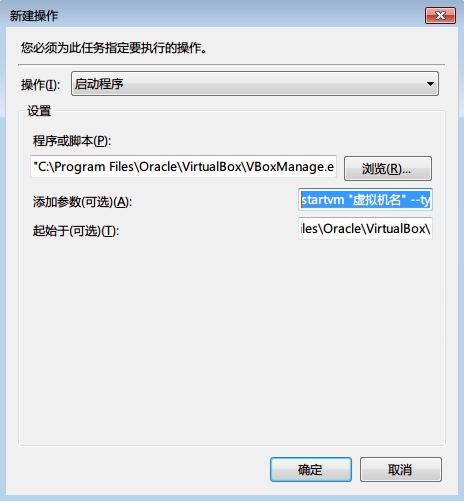 新建操作
您必须为此任务指定要执行的操作。
操作(I): 启动程序
设置
程序或脚本(P):
"C:\Program Files\Oracle\VirtualBox\VBoxManage.e 浏览(R)...
添加参数(可选)(A): startvm "虚拟机名" --ty
起始于(可选)(T): iles\Oracle\VirtualBox\
确定 取消